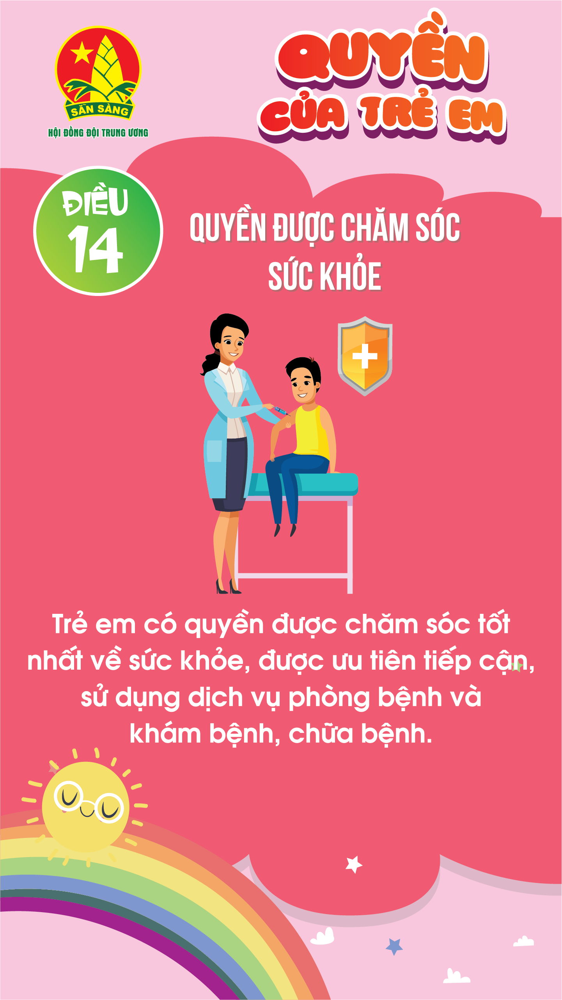 SẴN SÀNG
HỘI ĐỒNG ĐỘI TRUNG ƯƠNG
QUYỀN
CỦA TRẺ EM
ĐIỀU
14
QUYỀN ĐƯỢC CHĂM SÓC
SỨC KHỎE
Trẻ em có quyền được chăm sóc tốt
nhất về sức khỏe, được ưu tiên tiếp cận,
sử dụng dịch vụ phòng bệnh và
khám bệnh, chữa bệnh.